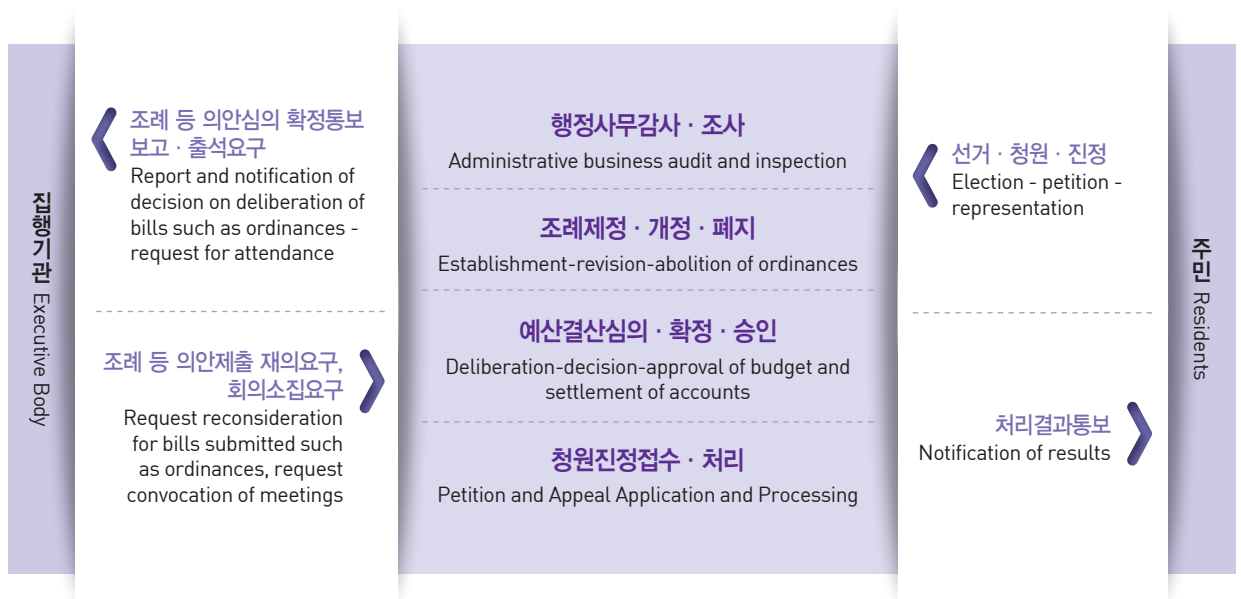 집행기관 Executive Body
조례 등 의안심의 확정통보
보고 · 출석요구
Report and notification of
decision on deliberation of
bills such as ordinances -
request for attendance
조례 등 의안제출 재의요구,
회의소집요구
Request reconsideration
for bills submitted such
as ordinances, request
convocation of meetings
행정사무감사 · 조사
Administrative business audit and inspection
조례제정 · 개정 · 폐지
Establishment-revision-abolition of ordinances
예산결산심의 · 확정 · 승인
Deliberation-decision-approval of budget and
settlement of accounts
청원진정접수 · 처리
Petition and Appeal Application and Processing
선거 · 청원 · 진정
Election - petition -
representation
처리결과통보
Notification of results
주민 Residents